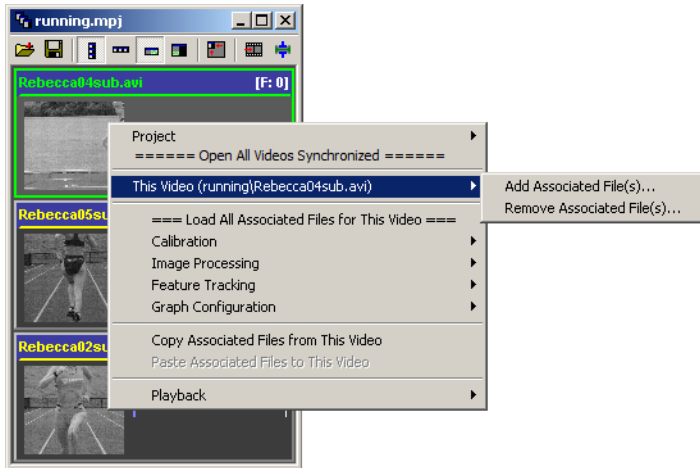 running.mpj
Rebecca04sub.avi [F: 0]
Project
====== Open All Videos Synchronized ======
This Video (running\Rebecca04sub.avi)
Add Associated File(s)...
Remove Associated File(s)...
=== Load All Associated Files for This Video ===
Rebecca05su
Calibration
Image Processing
Feature Tracking
Graph Configuration
Copy Associated Files from This Video
Rebecca02su
Paste Associated Files to This Video
Playback